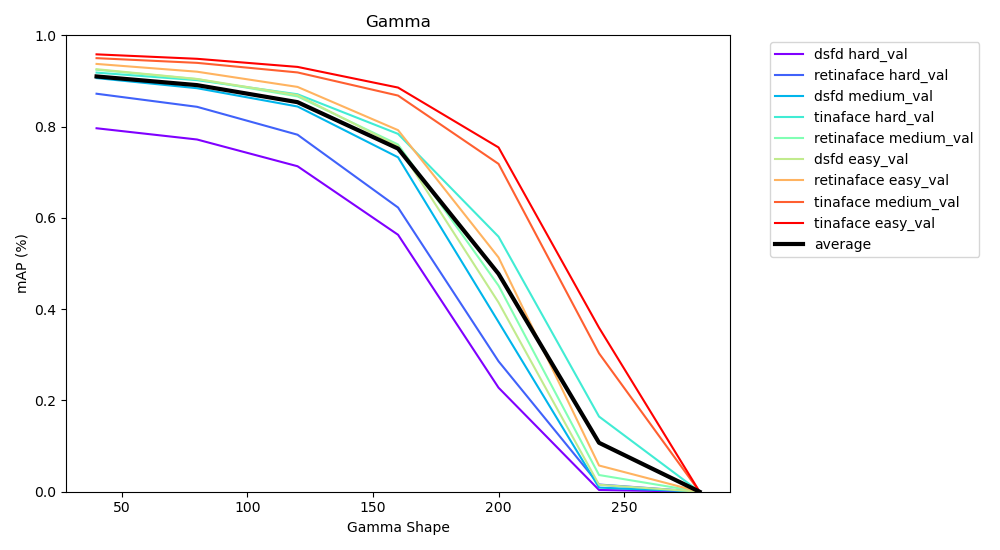 Gamma
1.0
0.8
0.6
0.4
0.2
0.0
mAP (%)
50
100
150
200
250
Gamma Shape
dsfd hard_val
retinaface hard_val
dsfd medium_val
tinaface hard_val
retinaface medium_val
dsfd easy_val
retinaface easy_val
tinaface medium_val
tinaface easy_val
average